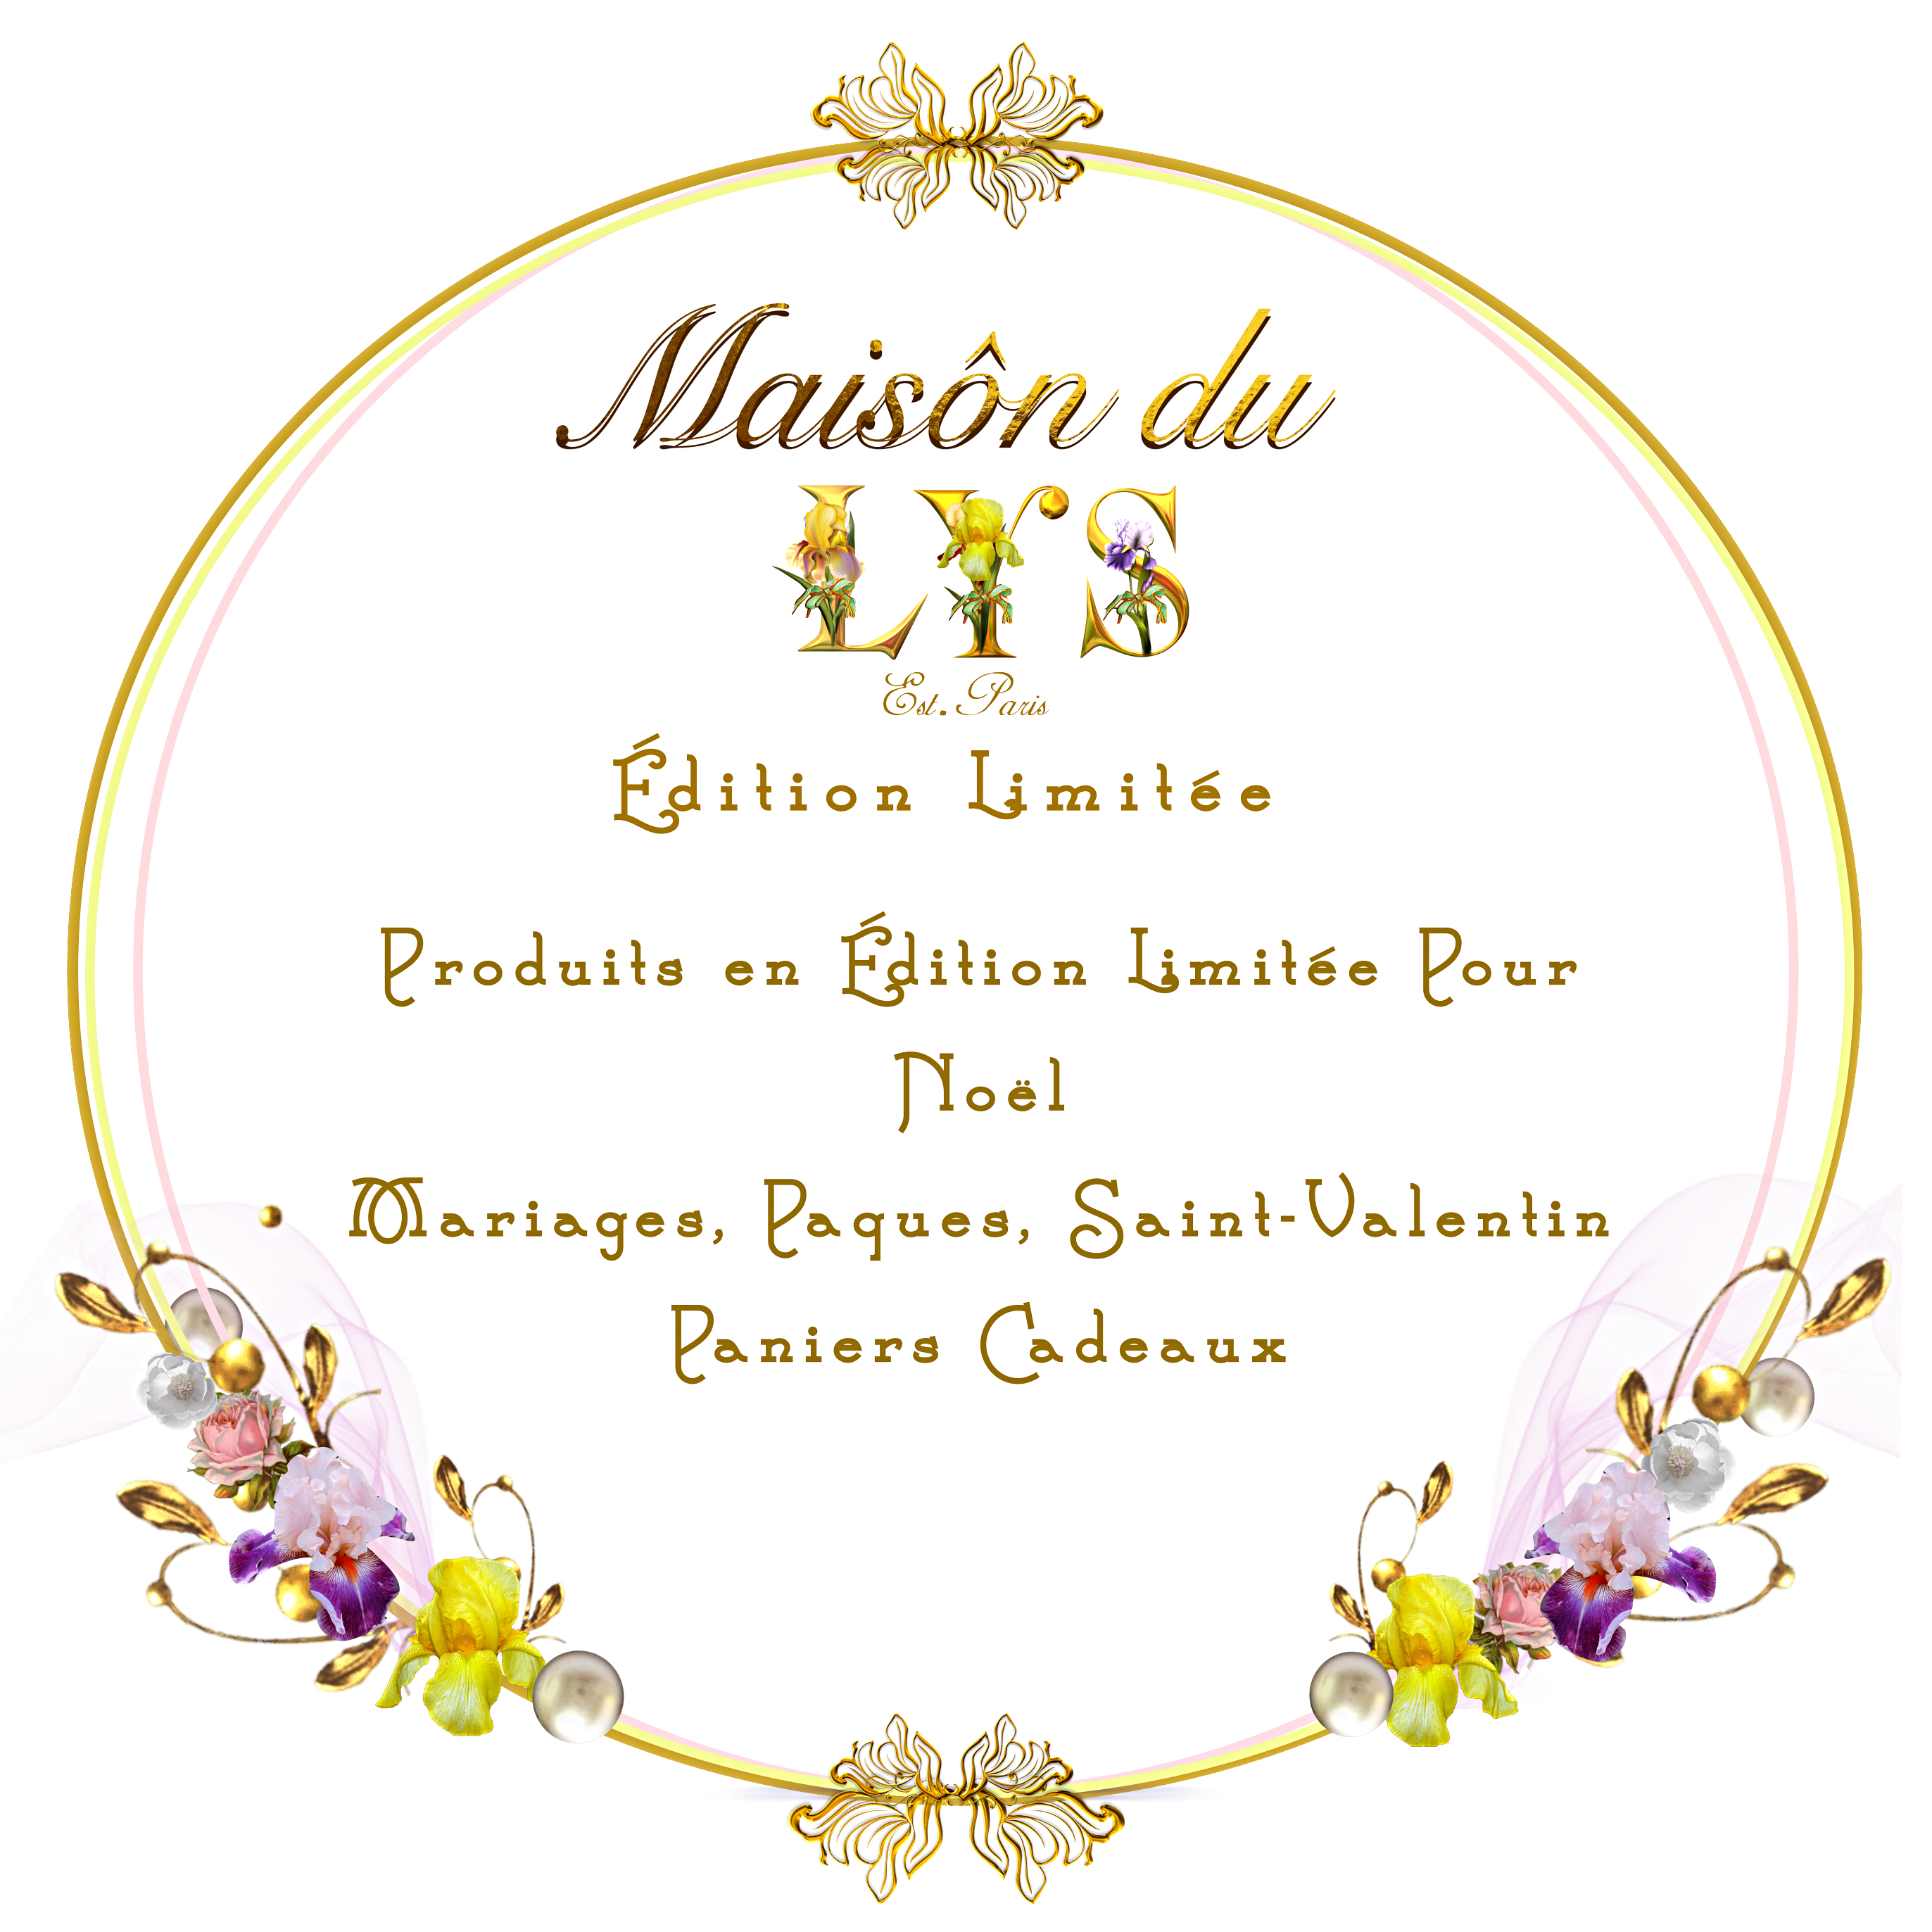 Maisôn du
LYS
Est. Paris
Édition Limitée
Produits en Édition Limitée Pour
Noël
Mariages, Paques, Saint-Valentin
Paniers Cadeaux